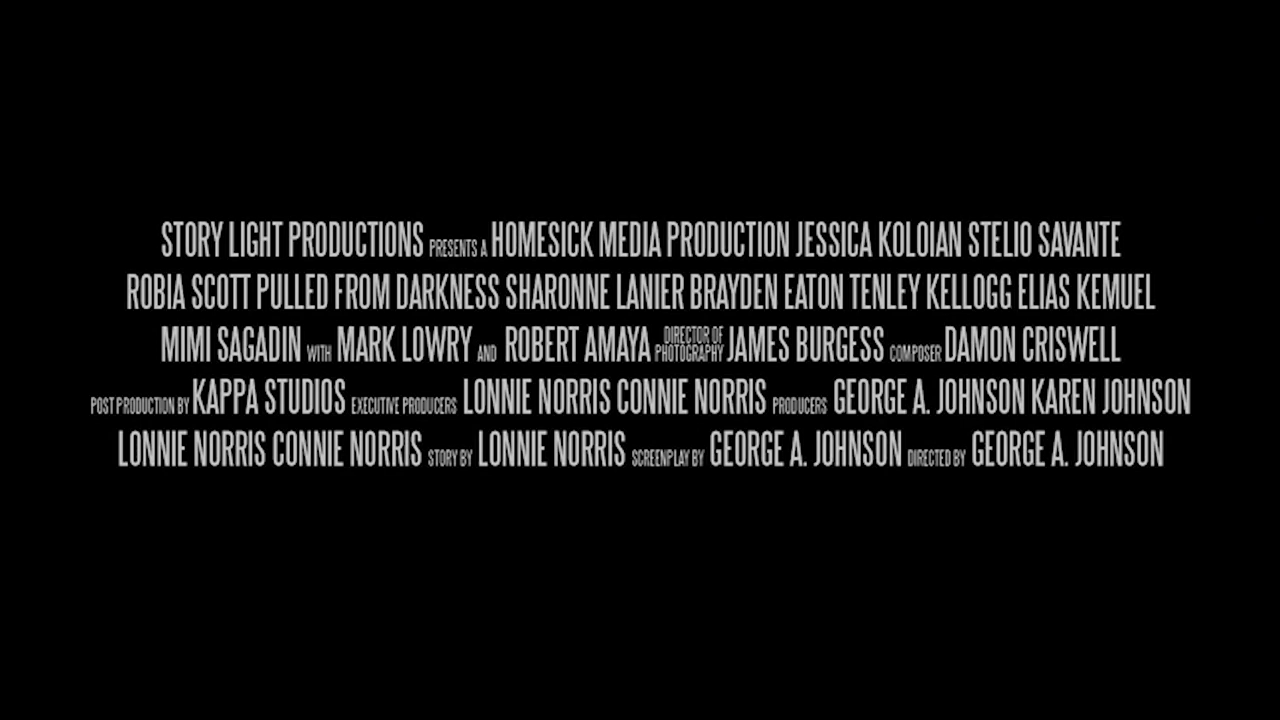 STORY LIGHT PRODUCTIONS PRESENTS A HOMESICK MEDIA PRODUCTION JESSICA KOLOIAN STELIO SAVANTE
ROBIA SCOTT PULLED FROM DARKNESS SHARONNE LANIER BRAYDEN EATON TENLEY KELLOGG ELIAS KEMUEL
MIMI SAGADIN WITH MARK LOWRY AND ROBERT AMAYA DIRECTOR OF PHOTOGRAPHY JAMES BURGESS COMPOSER DAMON CRISWELL
POST PRODUCTION BY KAPPA STUDIOS EXECUTIVE PRODUCERS LONNIE NORRIS CONNIE NORRIS PRODUCERS GEORGE A. JOHNSON KAREN JOHNSON
LONNIE NORRIS CONNIE NORRIS STORY BY LONNIE NORRIS SCREENPLAY BY GEORGE A. JOHNSON DIRECTED BY GEORGE A. JOHNSON